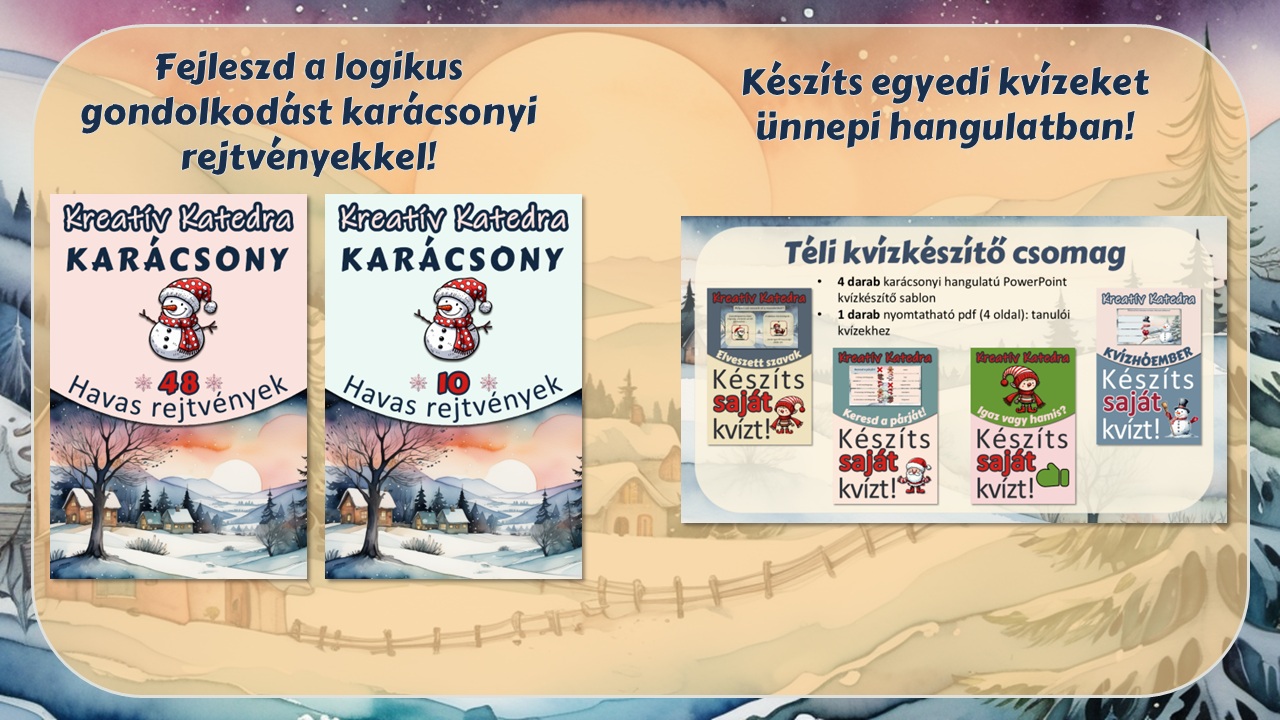 Fejleszd a logikus
gondolkodást karácsonyi
rejtvényekkel!
Kreatív Katedra
KARÁCSONY
48
Havas rejtvények
Kreatív Katedra
KARÁCSONY
10
Havas rejtvények
Készíts egyedi kvízeket
ünnepi hangulatban!
Téli kvízkészítő csomag
• 4 darab karácsonyi hangulatú PowerPoint
kvízkészítő sablon
• 1 darab nyomtatható pdf (4 oldal): tanulói
kvízekhez
Kreatív Katedra
Elveszett szavak
Készíts
saját
kvízt!
Kreatív Katedra
Keresd a párját!
Készíts
saját
kvízt!
Kreatív Katedra
Igaz vagy hamis?
Készíts
saját
kvízt!
Kreatív Katedra
KVÍZHÓEMBER
Készíts
saját
kvízt!